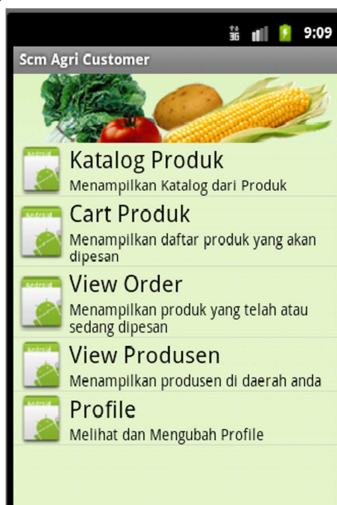 3G 9:09
Scm Agri Customer
Katalog Produk
Menampilkan Katalog dari Produk
Cart Produk
Menampilkan daftar produk yang akan
dipesan
View Order
Menampilkan produk yang telah atau
sedang dipesan
View Produsen
Menampilkan produsen di daerah anda
Profile
Melihat dan Mengubah Profile